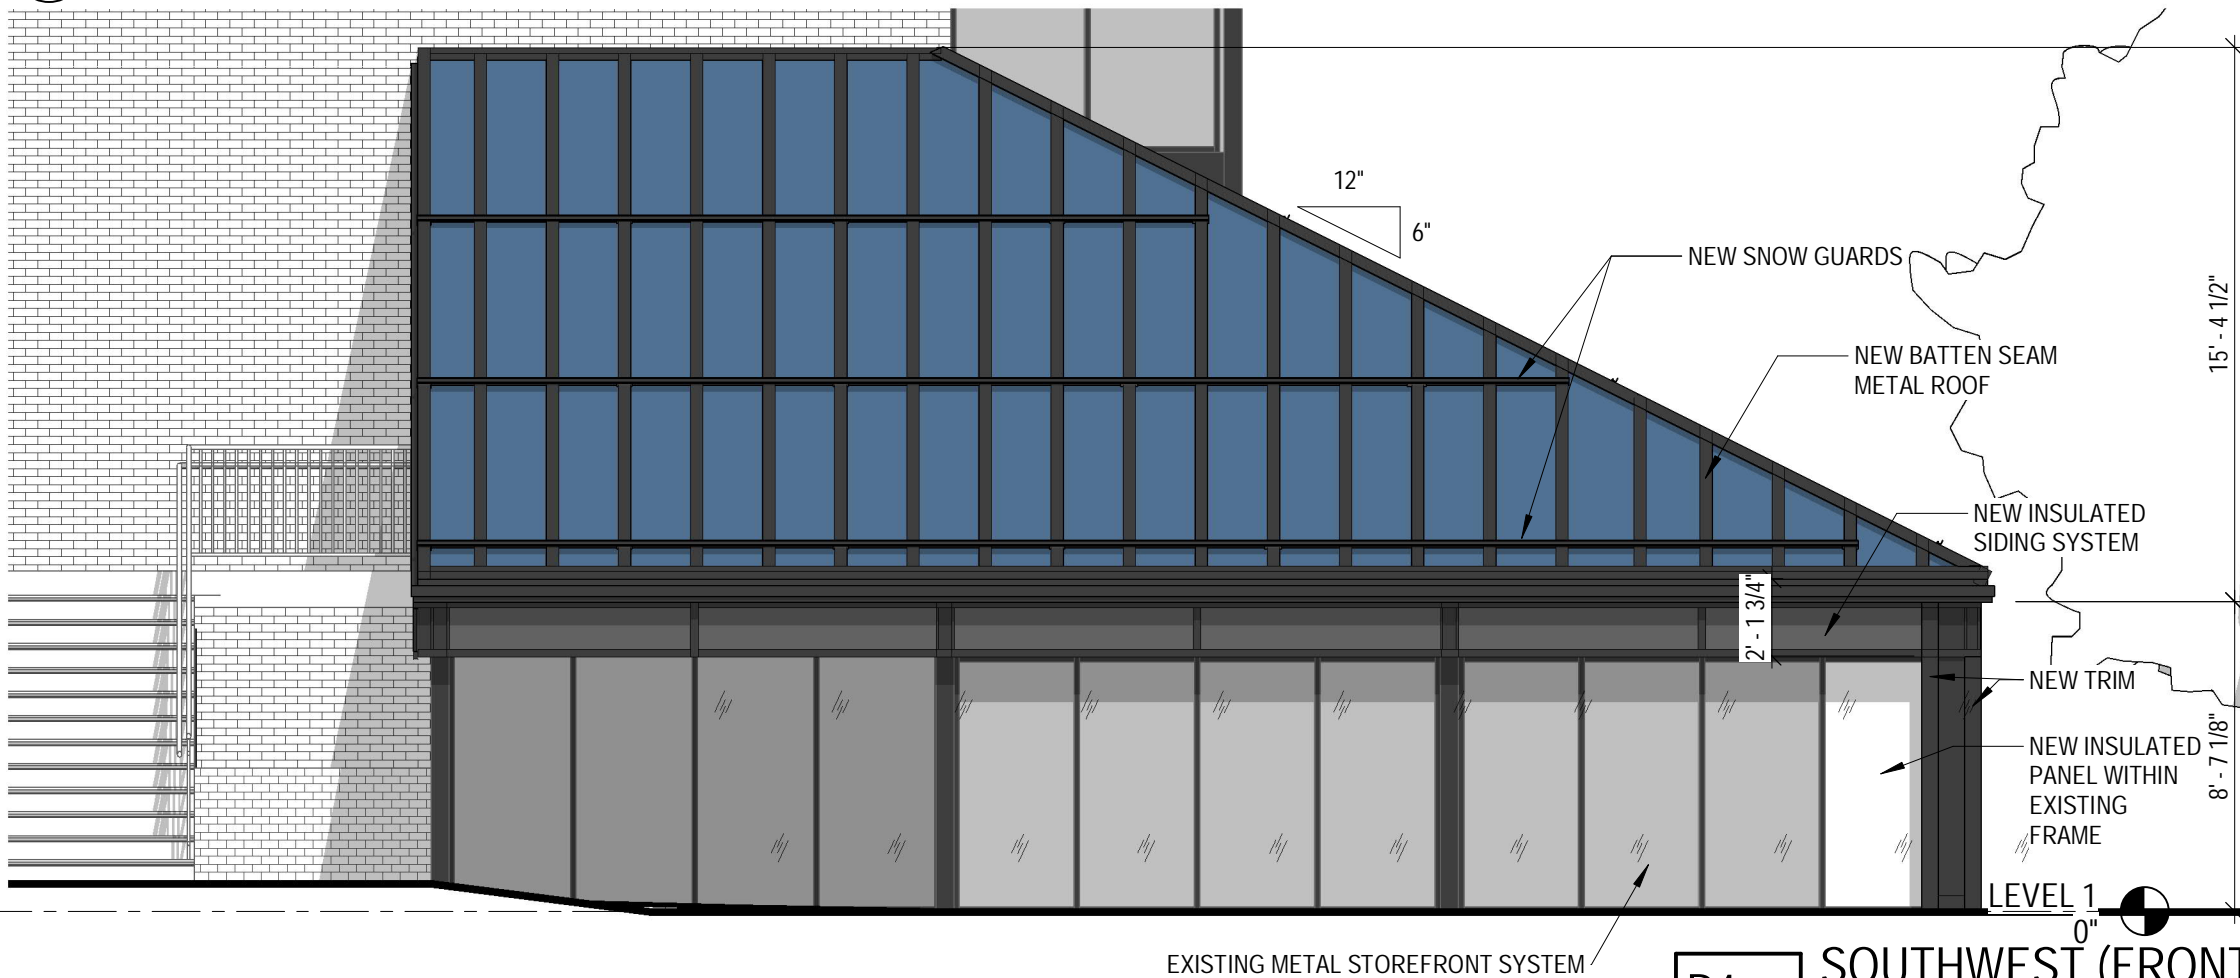 12"
6"
NEW SNOW GUARDS
15' - 4 1/2"
NEW BATTEN SEAM
METAL ROOF
NEW INSULATED
SIDING SYSTEM
2' - 1 3/4"
NEW TRIM
8' - 7 1/8"
NEW INSULATED
PANEL WITHIN
EXISTING
FRAME
LEVEL 1
0"
EXISTING METAL STOREFRONT SYSTEM
SOUTHWEST (FRONT